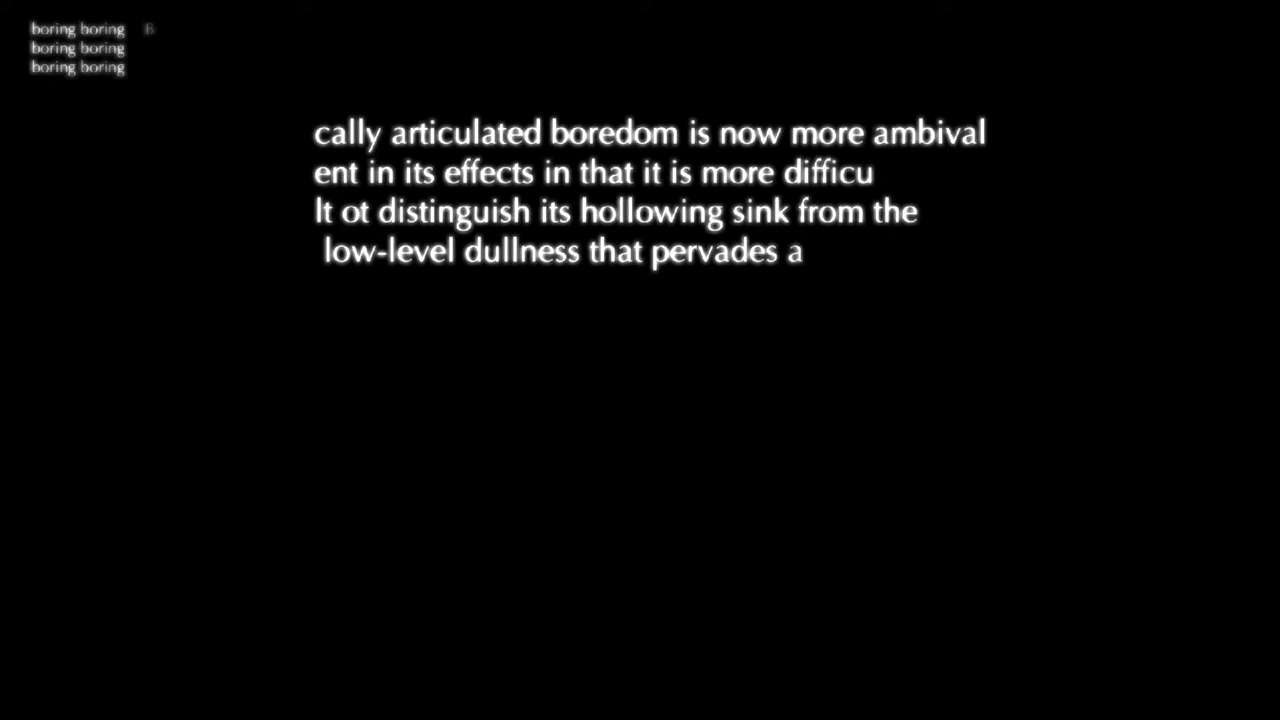 boring boring B
boring boring
boring boring
cally articulated boredom is now more ambival
ent in its effects in that it is more difficu
lt ot distinguish its hollowing sink from the
low-level dullness that pervades a